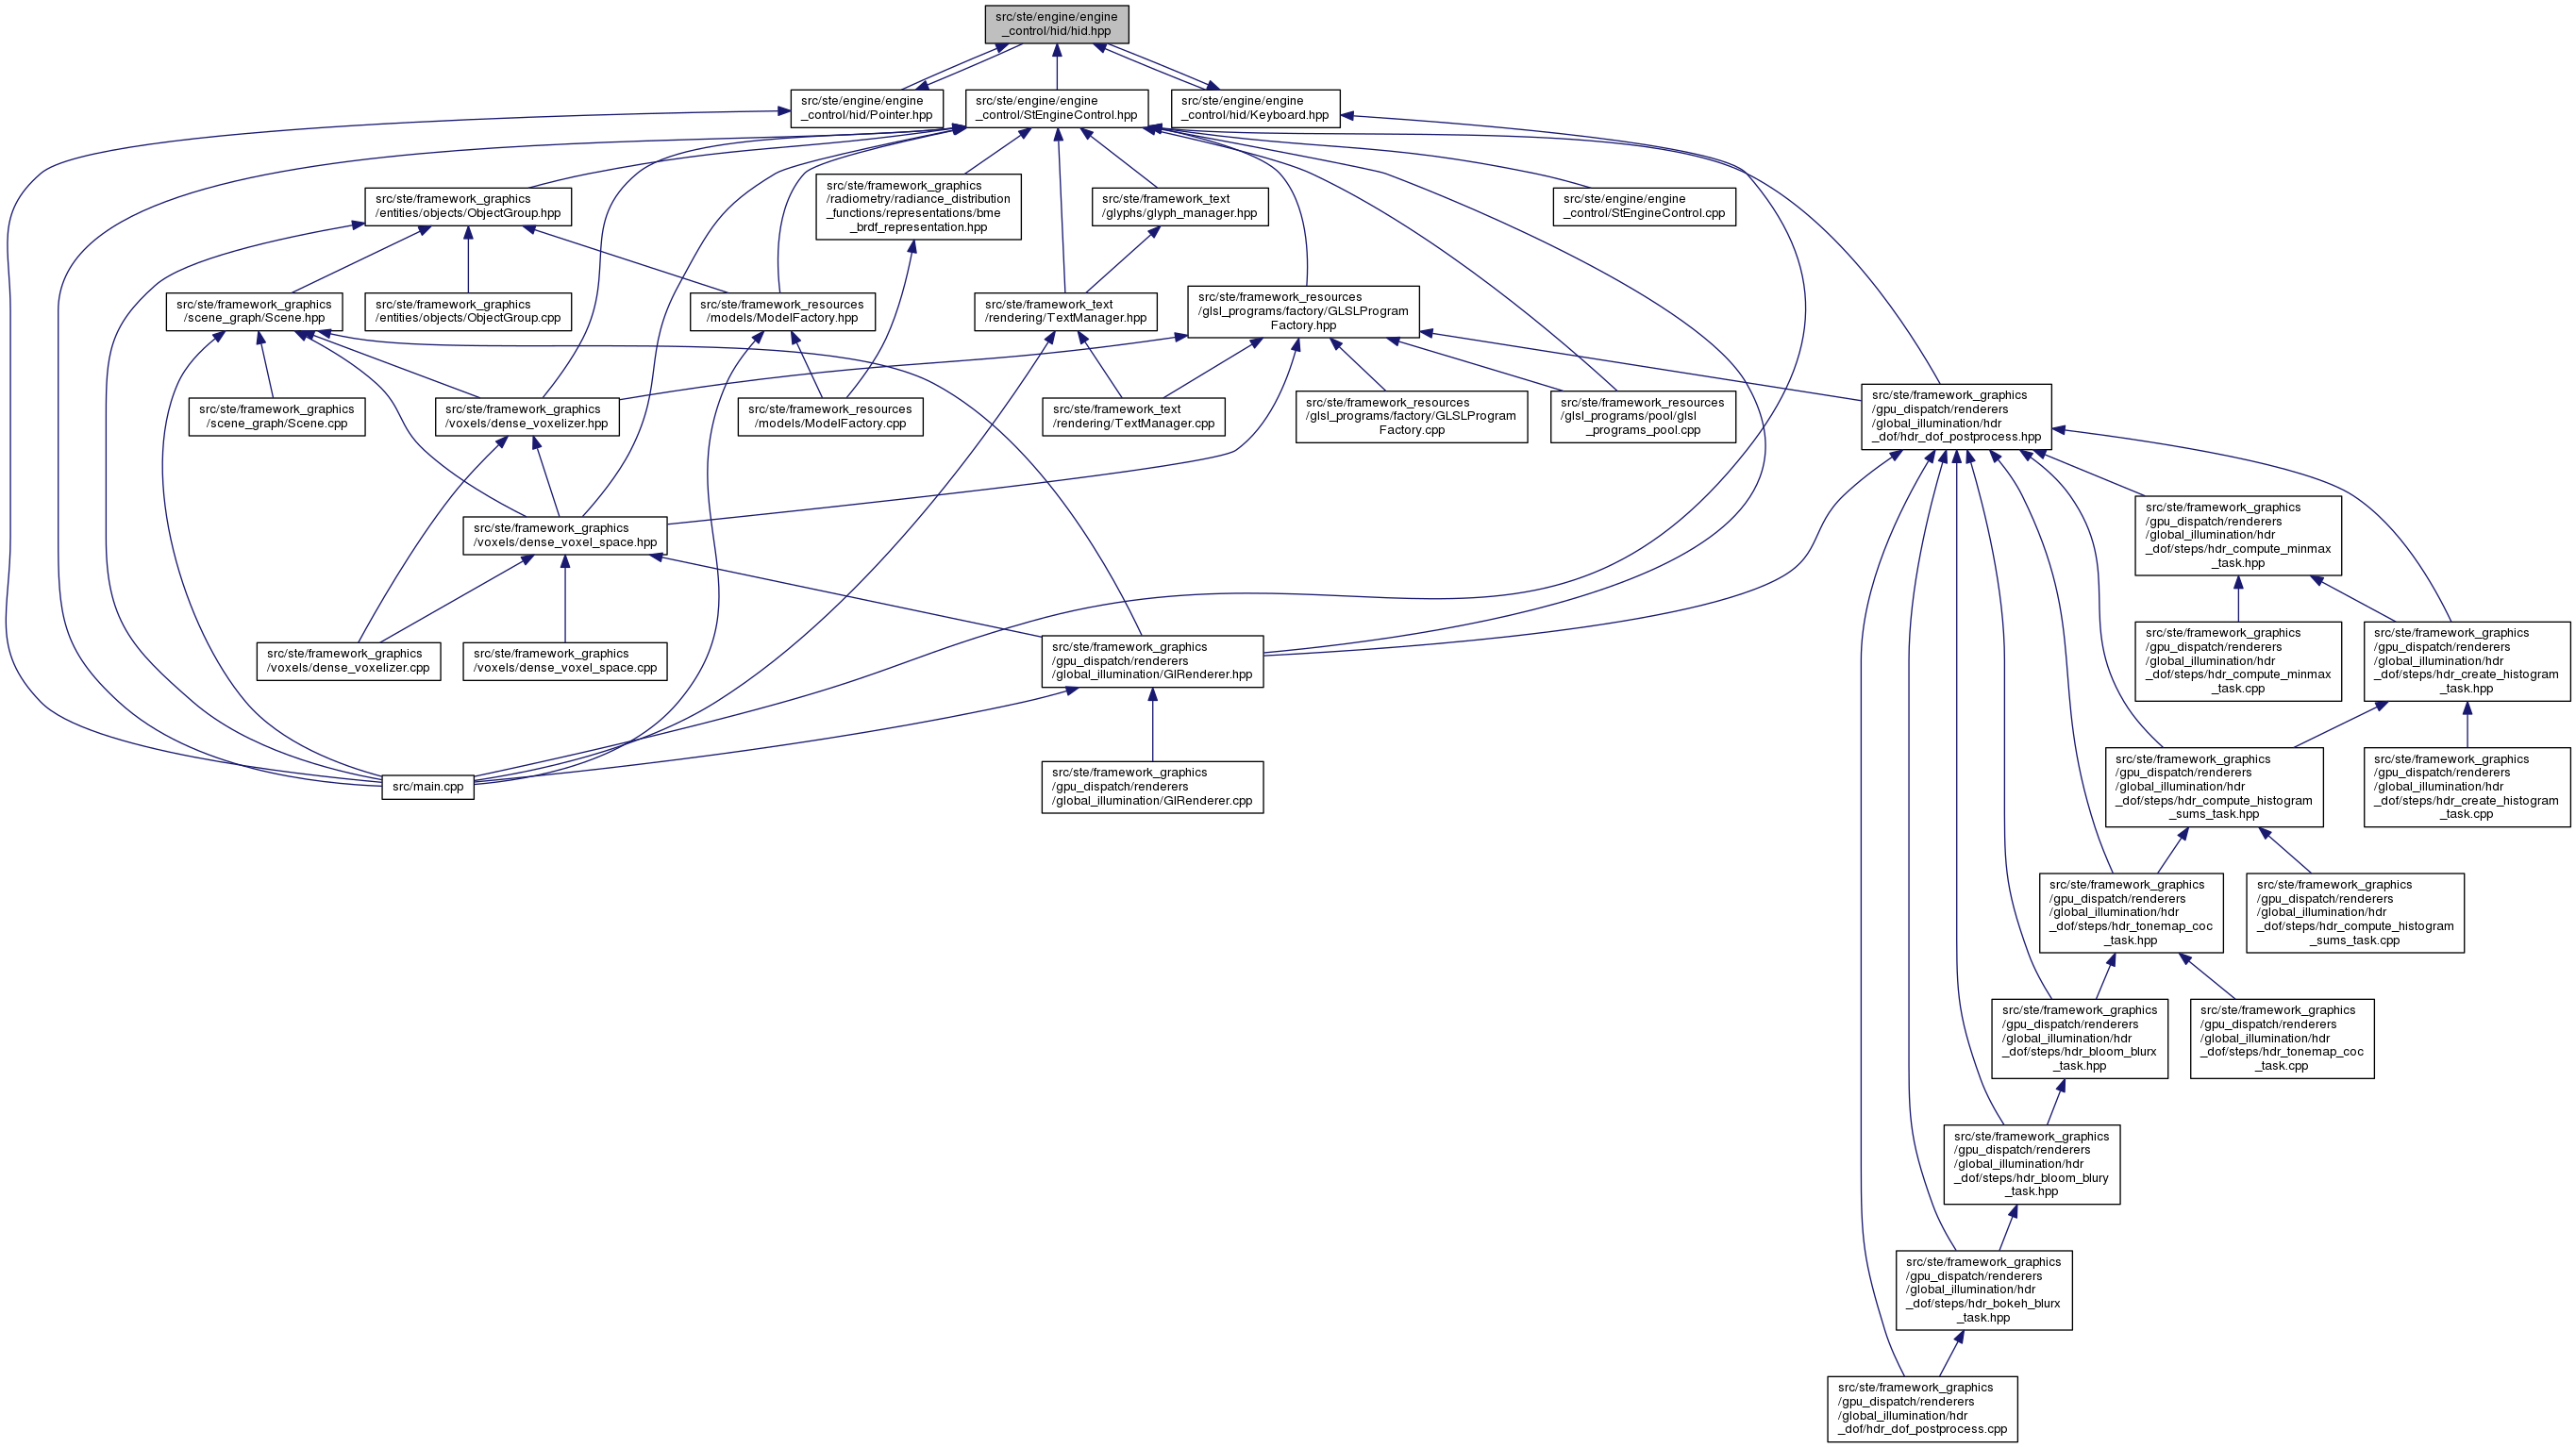 src/ste/engine/engine
_control/hid/hid.hpp
src/ste/engine/engine
_control/hid/Pointer.hpp
src/ste/engine/engine
_control/StEngineControl.hpp
src/ste/engine/engine
_control/hid/Keyboard.hpp
src/ste/framework_graphics
/entities/objects/ObjectGroup.hpp
src/ste/framework_graphics
/radiometry/radiance_distribution
_functions/representations/bme
_brdf_representation.hpp
src/ste/framework_text
/glyphs/glyph_manager.hpp
src/ste/engine/engine
_control/StEngineControl.cpp
src/ste/framework_graphics
/scene_graph/Scene.hpp
src/ste/framework_graphics
/entities/objects/ObjectGroup.cpp
src/ste/framework_resources
/models/ModelFactory.hpp
src/ste/framework_text
/rendering/TextManager.hpp
src/ste/framework_resources
/glsl_programs/factory/GLSLProgram
Factory.hpp
src/ste/framework_graphics
/scene_graph/Scene.cpp
src/ste/framework_graphics
/voxels/dense_voxelizer.hpp
src/ste/framework_resources
/models/ModelFactory.cpp
src/ste/framework_text
/rendering/TextManager.cpp
src/ste/framework_resources
/glsl_programs/factory/GLSLProgram
Factory.cpp
src/ste/framework_resources
/glsl_programs/pool/glsl
_programs_pool.cpp
src/ste/framework_graphics
/gpu_dispatch/renderers
/global_illumination/hdr
_dof/hdr_dof_postprocess.hpp
src/ste/framework_graphics
/voxels/dense_voxel_space.hpp
src/ste/framework_graphics
/gpu_dispatch/renderers
/global_illumination/hdr
_dof/steps/hdr_compute_minmax
_task.hpp
src/ste/framework_graphics
/voxels/dense_voxelizer.cpp
src/ste/framework_graphics
/voxels/dense_voxel_space.cpp
src/ste/framework_graphics
/gpu_dispatch/renderers
/global_illumination/GIRenderer.hpp
src/ste/framework_graphics
/gpu_dispatch/renderers
/global_illumination/hdr
_dof/steps/hdr_compute_minmax
_task.cpp
src/ste/framework_graphics
/gpu_dispatch/renderers
/global_illumination/hdr
_dof/steps/hdr_create_histogram
_task.hpp
src/main.cpp
src/ste/framework_graphics
/gpu_dispatch/renderers
/global_illumination/GIRenderer.cpp
src/ste/framework_graphics
/gpu_dispatch/renderers
/global_illumination/hdr
_dof/steps/hdr_compute_histogram
_sums_task.hpp
src/ste/framework_graphics
/gpu_dispatch/renderers
/global_illumination/hdr
_dof/steps/hdr_create_histogram
_task.cpp
src/ste/framework_graphics
/gpu_dispatch/renderers
/global_illumination/hdr
_dof/steps/hdr_tonemap_coc
_task.hpp
src/ste/framework_graphics
/gpu_dispatch/renderers
/global_illumination/hdr
_dof/steps/hdr_compute_histogram
_sums_task.cpp
src/ste/framework_graphics
/gpu_dispatch/renderers
/global_illumination/hdr
_dof/steps/hdr_bloom_blurx
_task.hpp
src/ste/framework_graphics
/gpu_dispatch/renderers
/global_illumination/hdr
_dof/steps/hdr_tonemap_coc
_task.cpp
src/ste/framework_graphics
/gpu_dispatch/renderers
/global_illumination/hdr
_dof/steps/hdr_bloom_blury
_task.hpp
src/ste/framework_graphics
/gpu_dispatch/renderers
/global_illumination/hdr
_dof/steps/hdr_bokeh_blurx
_task.hpp
src/ste/framework_graphics
/gpu_dispatch/renderers
/global_illumination/hdr
_dof/hdr_dof_postprocess.cpp